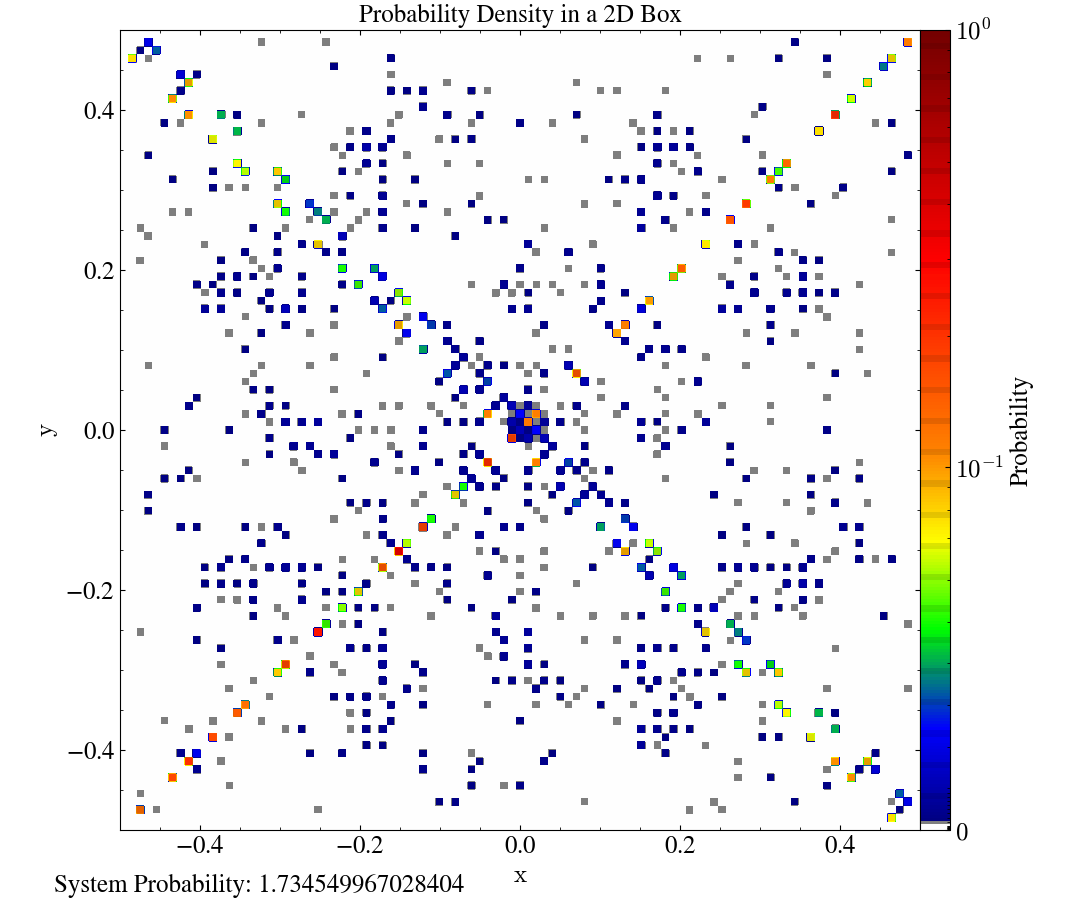 Probability Density in a 2D Box
10^0
0.4
0.2
0.0
−0.2
−0.4
y
10^−1
0
Probability
−0.4 −0.2 0.0 0.2 0.4
x
System Probability: 1.734549967028404